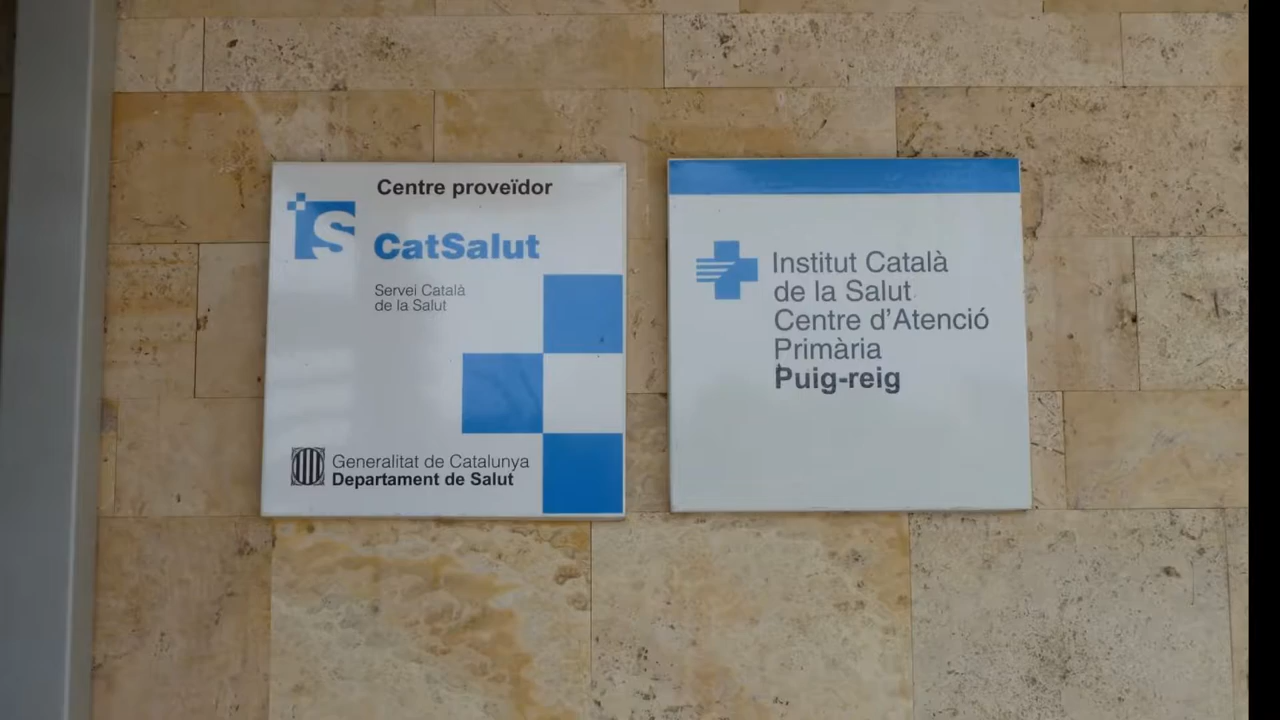 Centre proveïdor
CatSalut
Servei Català
de la Salut
Generalitat de Catalunya
Departament de Salut
Institut Català
de la Salut
Centre d'Atenció
Primària
Puig-reig